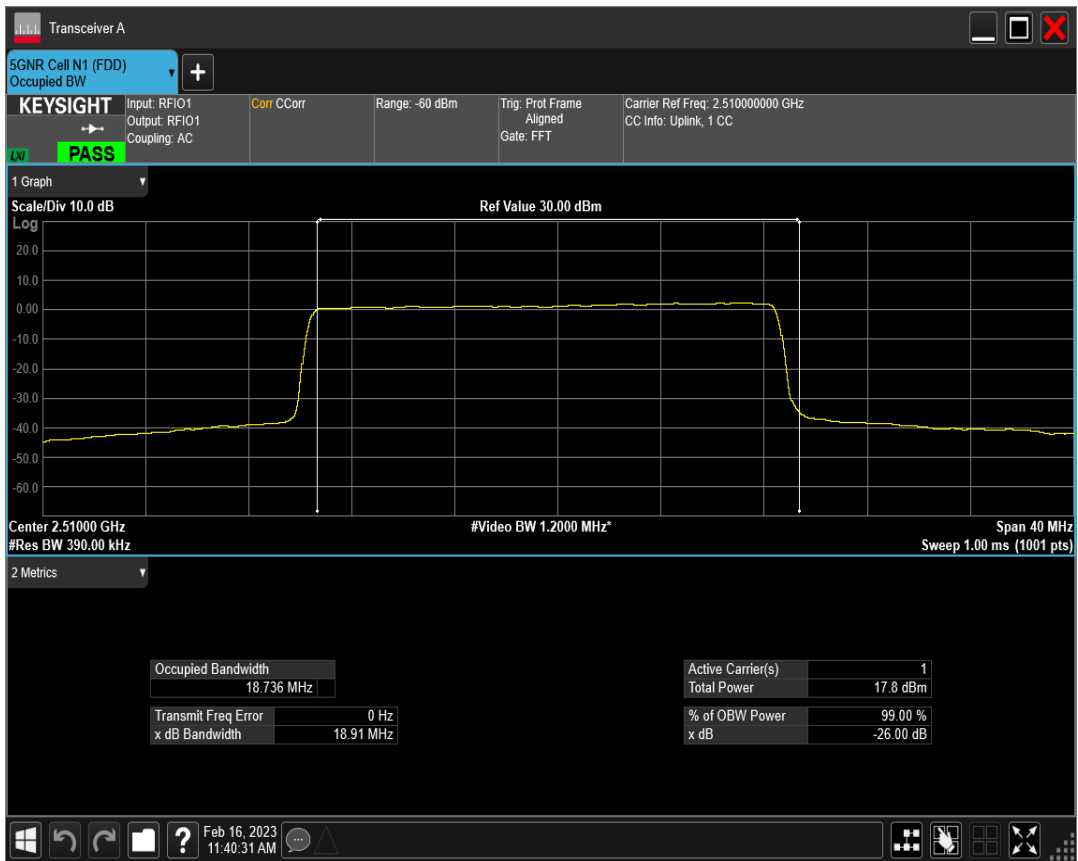 Transceiver A
5GNR Cell N1 (FDD)
Occupied BW
KEYSIGHT
LXI
PASS
Input: RFIO1
Output: RFIO1
Coupling: AC
Corr CCorr
Range: -60 dBm
Trig: Prot Frame
Aligned
Gate: FFT
Carrier Ref Freq: 2.510000000 GHz
CC Info: Uplink, 1 CC
1 Graph
Scale/Div 10.0 dB
Ref Value 30.00 dBm
Log
20.0
10.0
0.00
-10.0
-20.0
-30.0
-40.0
-50.0
-60.0
Center 2.51000 GHz
#Video BW 1.2000 MHz*
Span 40 MHz
#Res BW 390.00 kHz
Sweep 1.00 ms (1001 pts)
2 Metrics
Occupied Bandwidth
18.736 MHz
Transmit Freq Error 0 Hz
x dB Bandwidth 18.91 MHz
Active Carrier(s) 1
Total Power 17.8 dBm
% of OBW Power 99.00 %
x dB -26.00 dB
?
Feb 16, 2023
11:40:31 AM